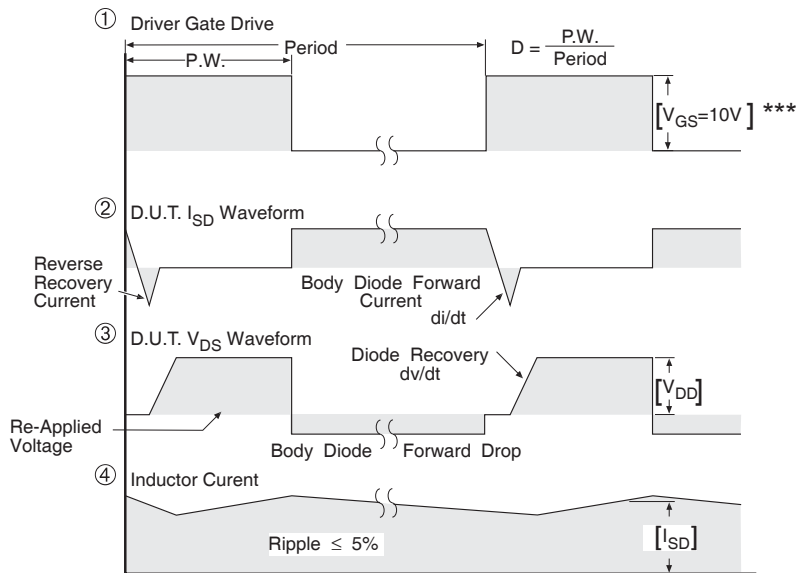 ① Driver Gate Drive
Period
P.W.
D = P.W. / Period
[VGS=10V] ***
② D.U.T. ISD Waveform
Reverse
Recovery
Current
Body Diode Forward
Current
di/dt
③ D.U.T. VDS Waveform
Diode Recovery
dv/dt
[VDD]
Re-Applied
Voltage
Body Diode Forward Drop
④ Inductor Curent
Ripple ≤ 5%
[ISD]